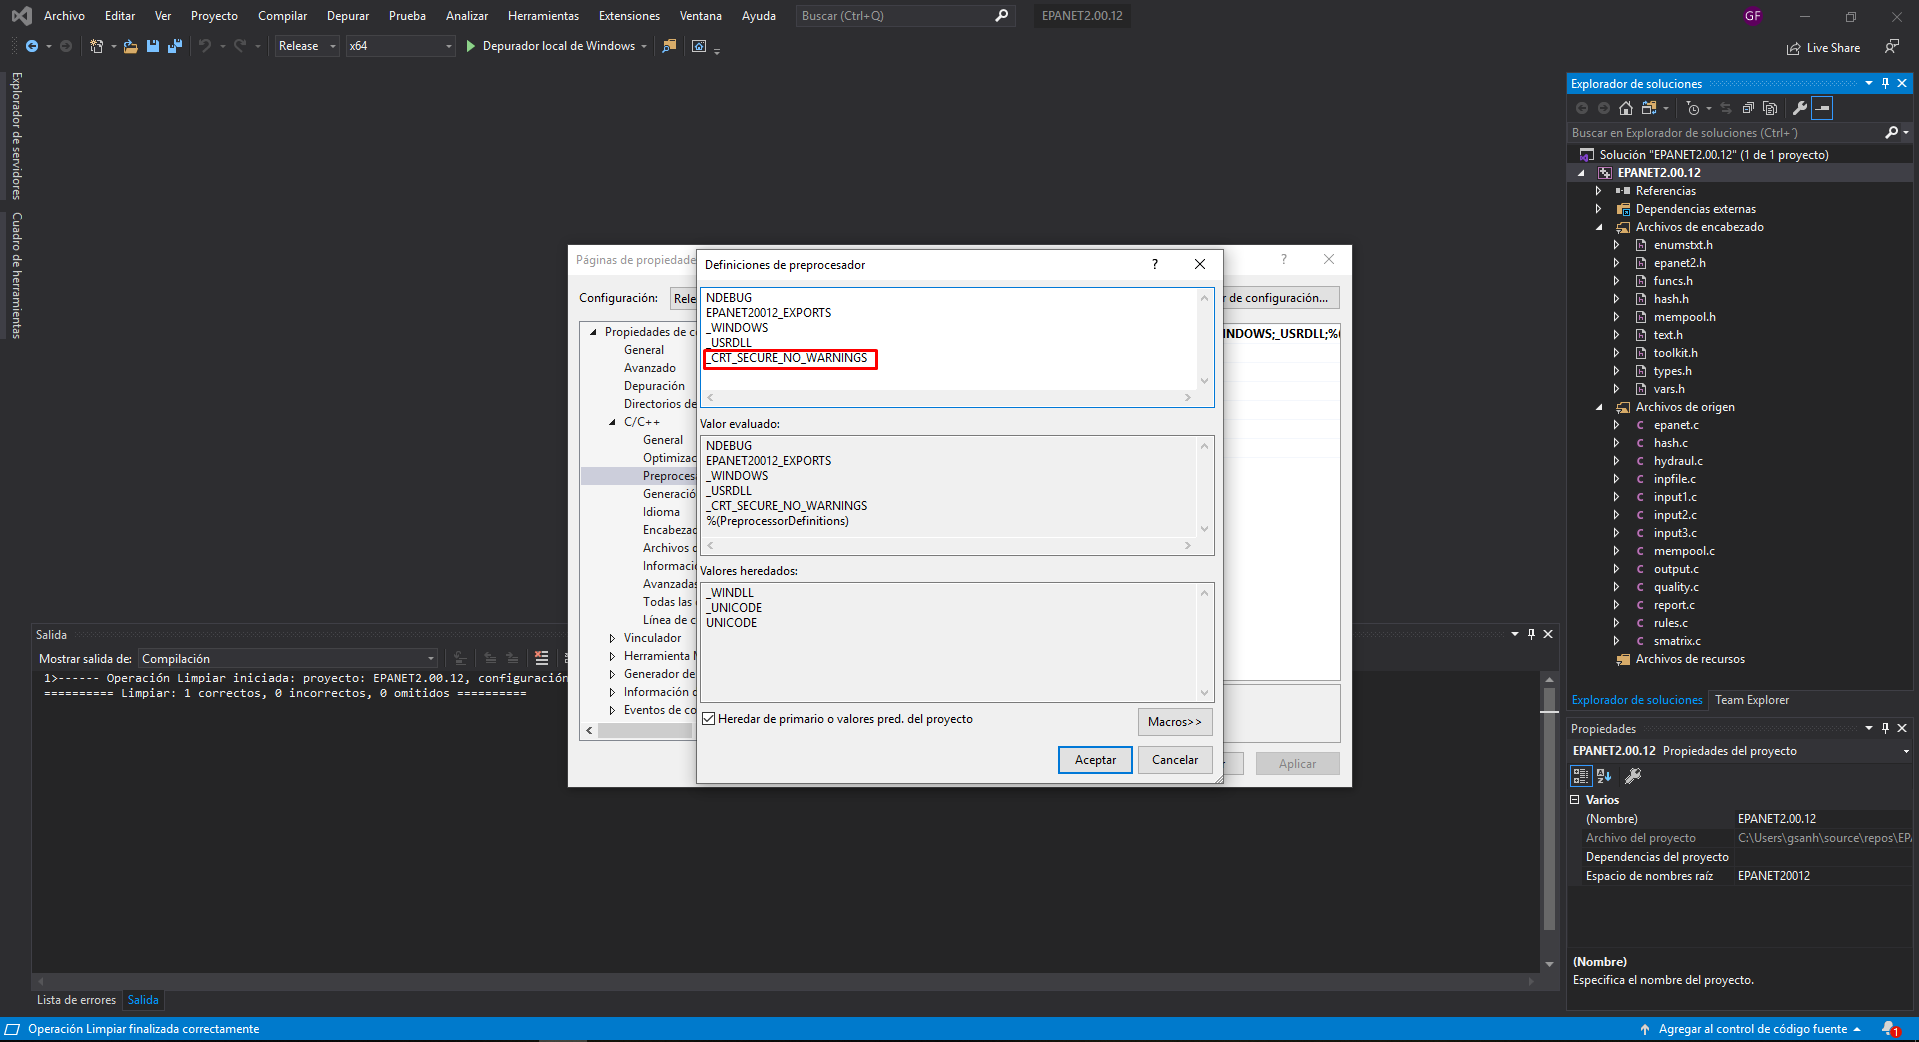 Archivo Editar Ver Proyecto Compilar Depurar Prueba Analizar Herramientas Extensiones Ventana Ayuda Buscar (Ctrl+Q) EPANET2.00.12 GF
Release x64 Depurador local de Windows Live Share
Explorador de servidores
Cuadro de herramientas
Páginas de propiedade
Configuración: Rele
r de configuración...
Propiedades de c
General
Avanzado
Depuración
Directorios de
C/C++
General
Optimizac
Preproces
Generació
Idioma
Encabezad
Archivos d
Informaci
Avanzadas
Todas las
Línea de c
Vinculador
Herramienta M
Generador de
Información d
Eventos de co
INDOWS;_USRDLL;%(
Aplicar
Definiciones de preprocesador ?
NDEBUG
EPANET20012_EXPORTS
_WINDOWS
_USRDLL
_CRT_SECURE_NO_WARNINGS
Valor evaluado:
NDEBUG
EPANET20012_EXPORTS
_WINDOWS
_USRDLL
_CRT_SECURE_NO_WARNINGS
%(PreprocessorDefinitions)
Valores heredados:
_WINDLL
_UNICODE
UNICODE
Heredar de primario o valores pred. del proyecto
Macros>>
Aceptar Cancelar
Salida
Mostrar salida de: Compilación
1>------ Operación Limpiar iniciada: proyecto: EPANET2.00.12, configuración
========== Limpiar: 1 correctos, 0 incorrectos, 0 omitidos ==========
Lista de errores Salida
Explorador de soluciones
Buscar en Explorador de soluciones (Ctrl+´)
Solución "EPANET2.00.12" (1 de 1 proyecto)
EPANET2.00.12
Referencias
Dependencias externas
Archivos de encabezado
enumstxt.h
epanet2.h
funcs.h
hash.h
mempool.h
text.h
toolkit.h
types.h
vars.h
Archivos de origen
epanet.c
hash.c
hydraul.c
inpfile.c
input1.c
input2.c
input3.c
mempool.c
output.c
quality.c
report.c
rules.c
smatrix.c
Archivos de recursos
Explorador de soluciones Team Explorer
Propiedades
EPANET2.00.12 Propiedades del proyecto
Varios
(Nombre) EPANET2.00.12
Archivo del proyecto C:\Users\gsanh\source\repos\EPA
Dependencias del proyecto
Espacio de nombres raíz EPANET20012
(Nombre)
Especifica el nombre del proyecto.
Operación Limpiar finalizada correctamente
Agregar al control de código fuente 1